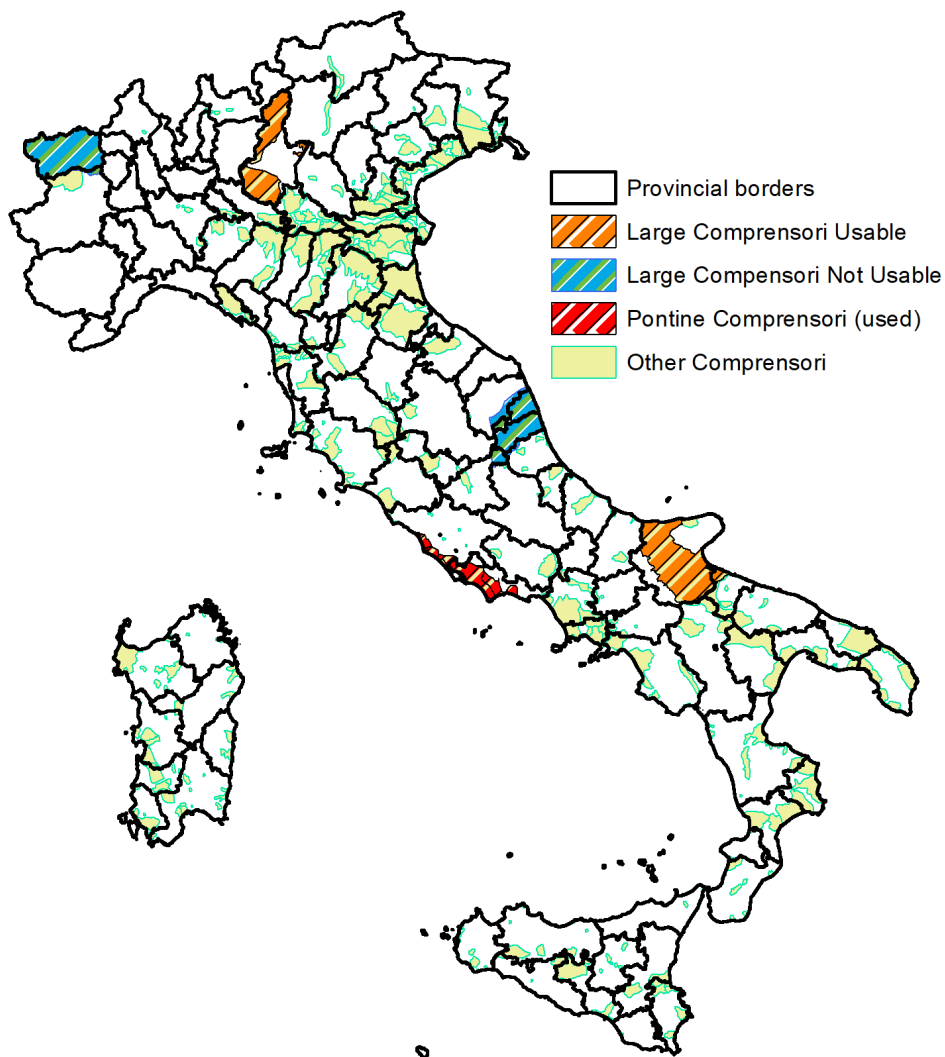 Provincial borders
Large Comprensori Usable
Large Compensori Not Usable
Pontine Comprensori (used)
Other Comprensori